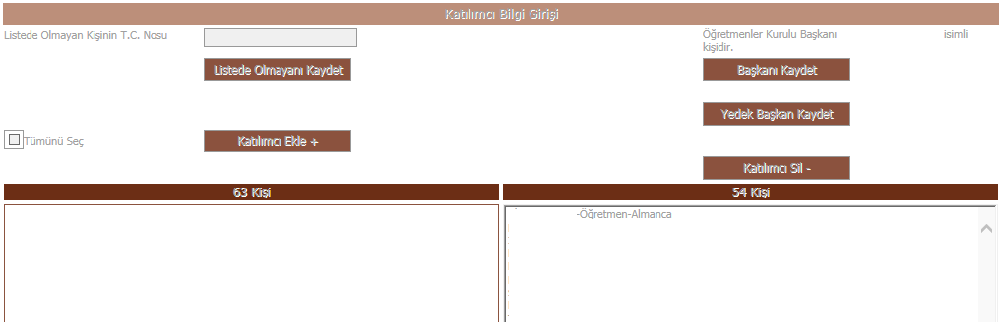 Katılımcı Bilgi Girişi
Listede Olmayan Kişinin T.C. Nosu
Öğretmenler Kurulu Başkanı isimli
kişidir.
Listede Olmayanı Kaydet
Başkanı Kaydet
Yedek Başkan Kaydet
Tümünü Seç
Katılımcı Ekle +
Katılımcı Sil -
63 Kişi
54 Kişi
-Öğretmen-Almanca